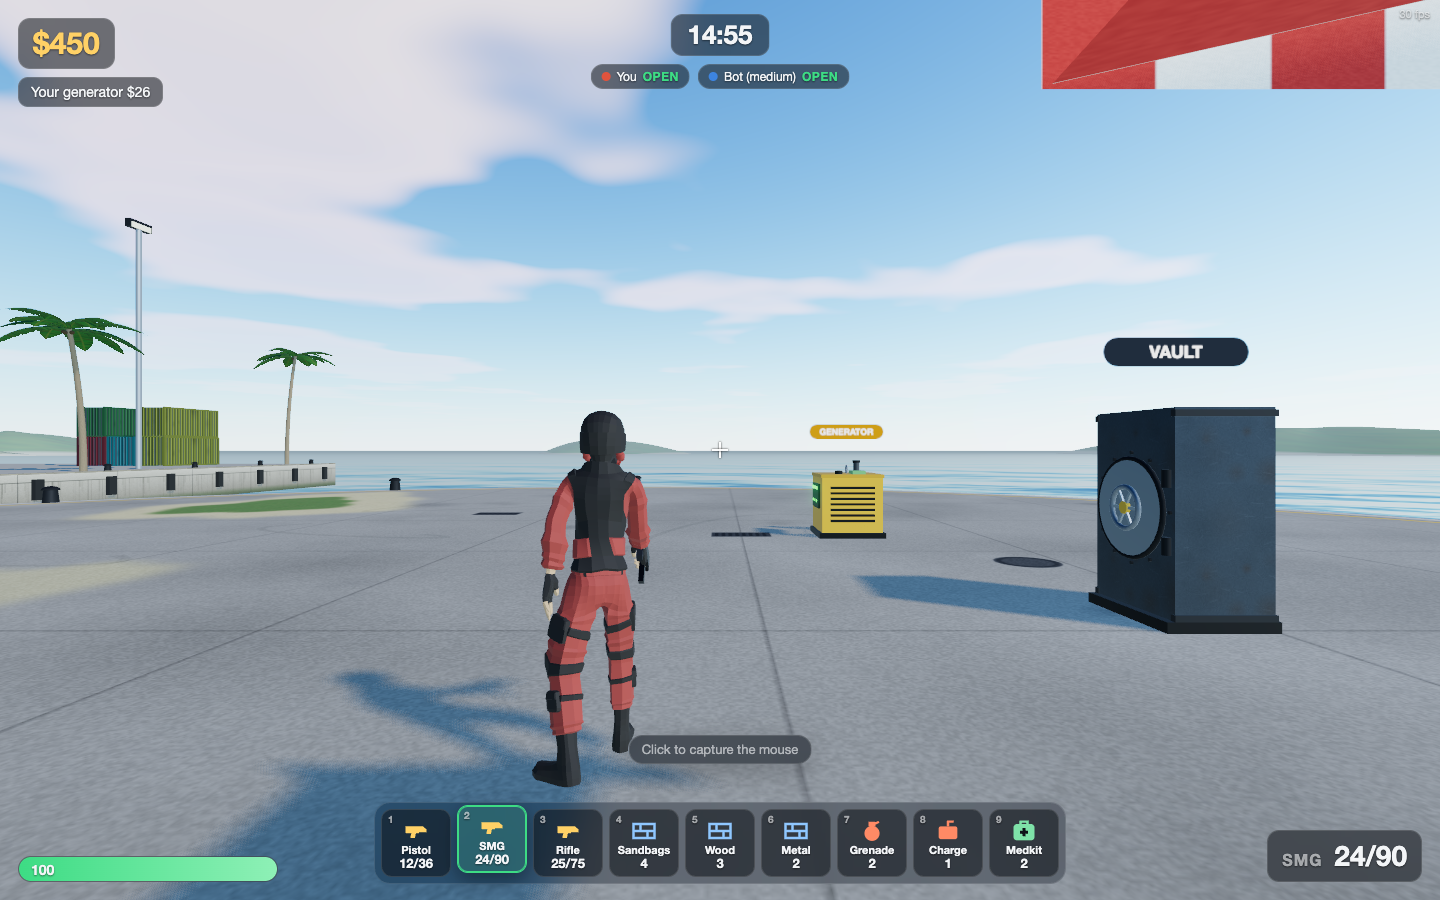 $450
Your generator $26
14:55
You OPEN
Bot (medium) OPEN
30 fps
VAULT
GENERATOR
Click to capture the mouse
1
Pistol
12/36
2
SMG
24/90
3
Rifle
25/75
4
Sandbags
4
5
Wood
3
6
Metal
2
7
Grenade
2
8
Charge
1
9
Medkit
2
100
SMG 24/90